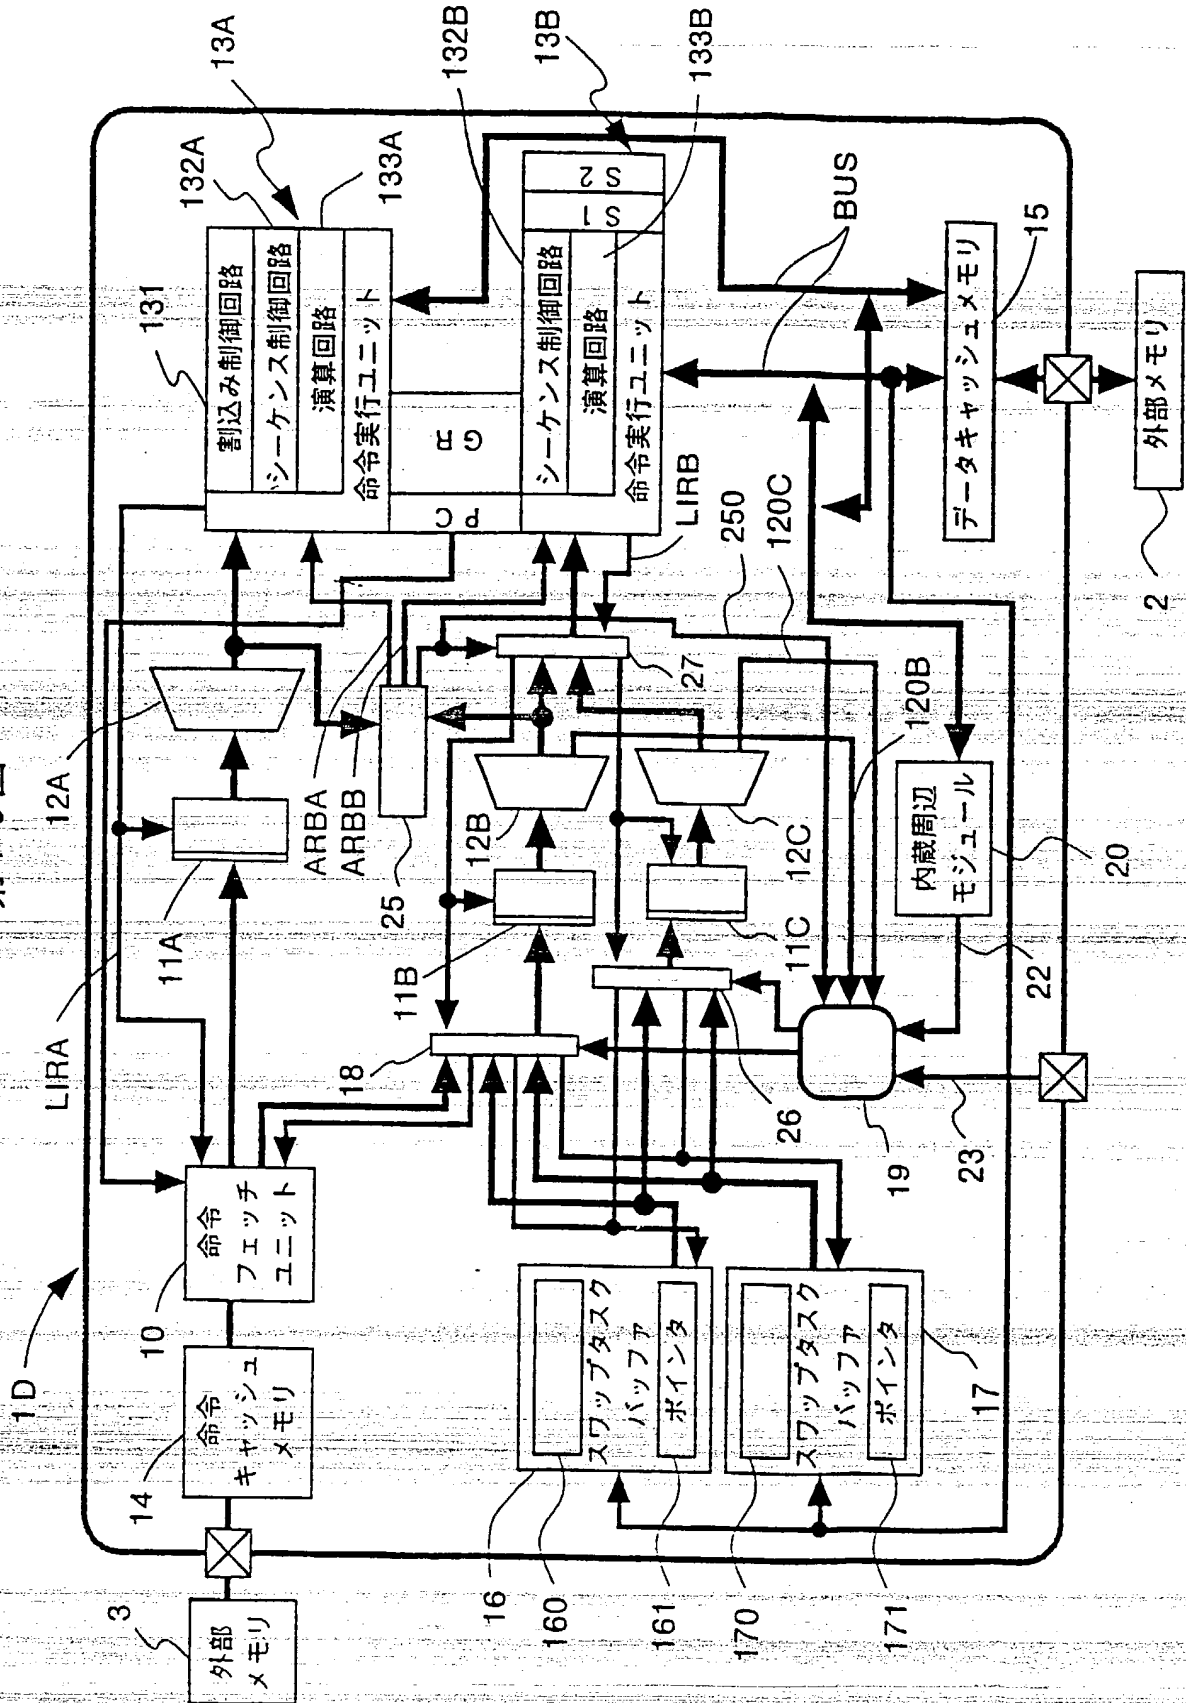 1D
3
外部
メモリ
14
命令
キャッシュ
メモリ
10
命令
フェッチ
ユニット
LIRA
11A
12A
ARBA
ARBB
25
131
132A
133A
13A
割込み制御回路
シーケンス制御回路
演算回路
命令実行ユニット
PC
GR
132B
13B
133B
シーケンス制御回路
演算回路
命令実行ユニット
S1
S2
LIRB
250
120C
120B
BUS
18
11B
12B
27
11C
12C
26
19
23
22
内蔵周辺
モジュール
20
データキャッシュメモリ
15
外部メモリ
2
16
160
161
スワップタスク
バッファ
ポインタ
17
170
171
スワップタスク
バッファ
ポインタ